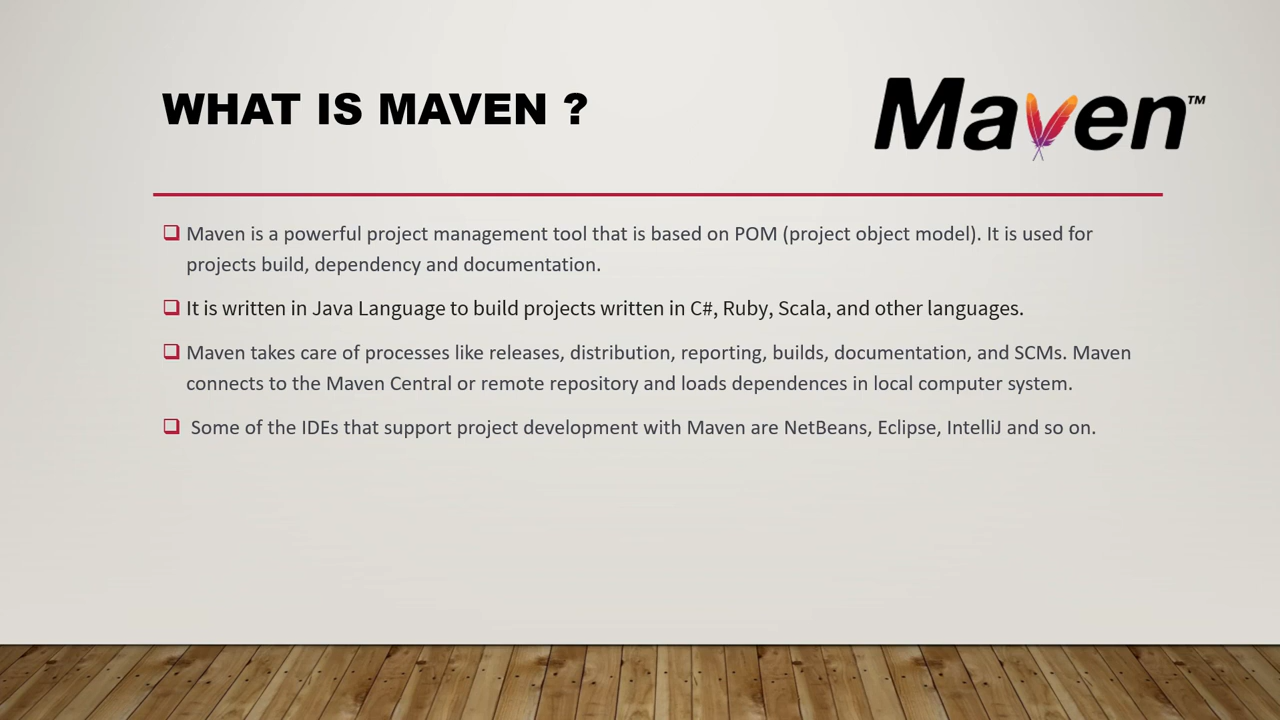 WHAT IS MAVEN ?
Maven™
Maven is a powerful project management tool that is based on POM (project object model). It is used for
projects build, dependency and documentation.
It is written in Java Language to build projects written in C#, Ruby, Scala, and other languages.
Maven takes care of processes like releases, distribution, reporting, builds, documentation, and SCMs. Maven
connects to the Maven Central or remote repository and loads dependences in local computer system.
Some of the IDEs that support project development with Maven are NetBeans, Eclipse, IntelliJ and so on.